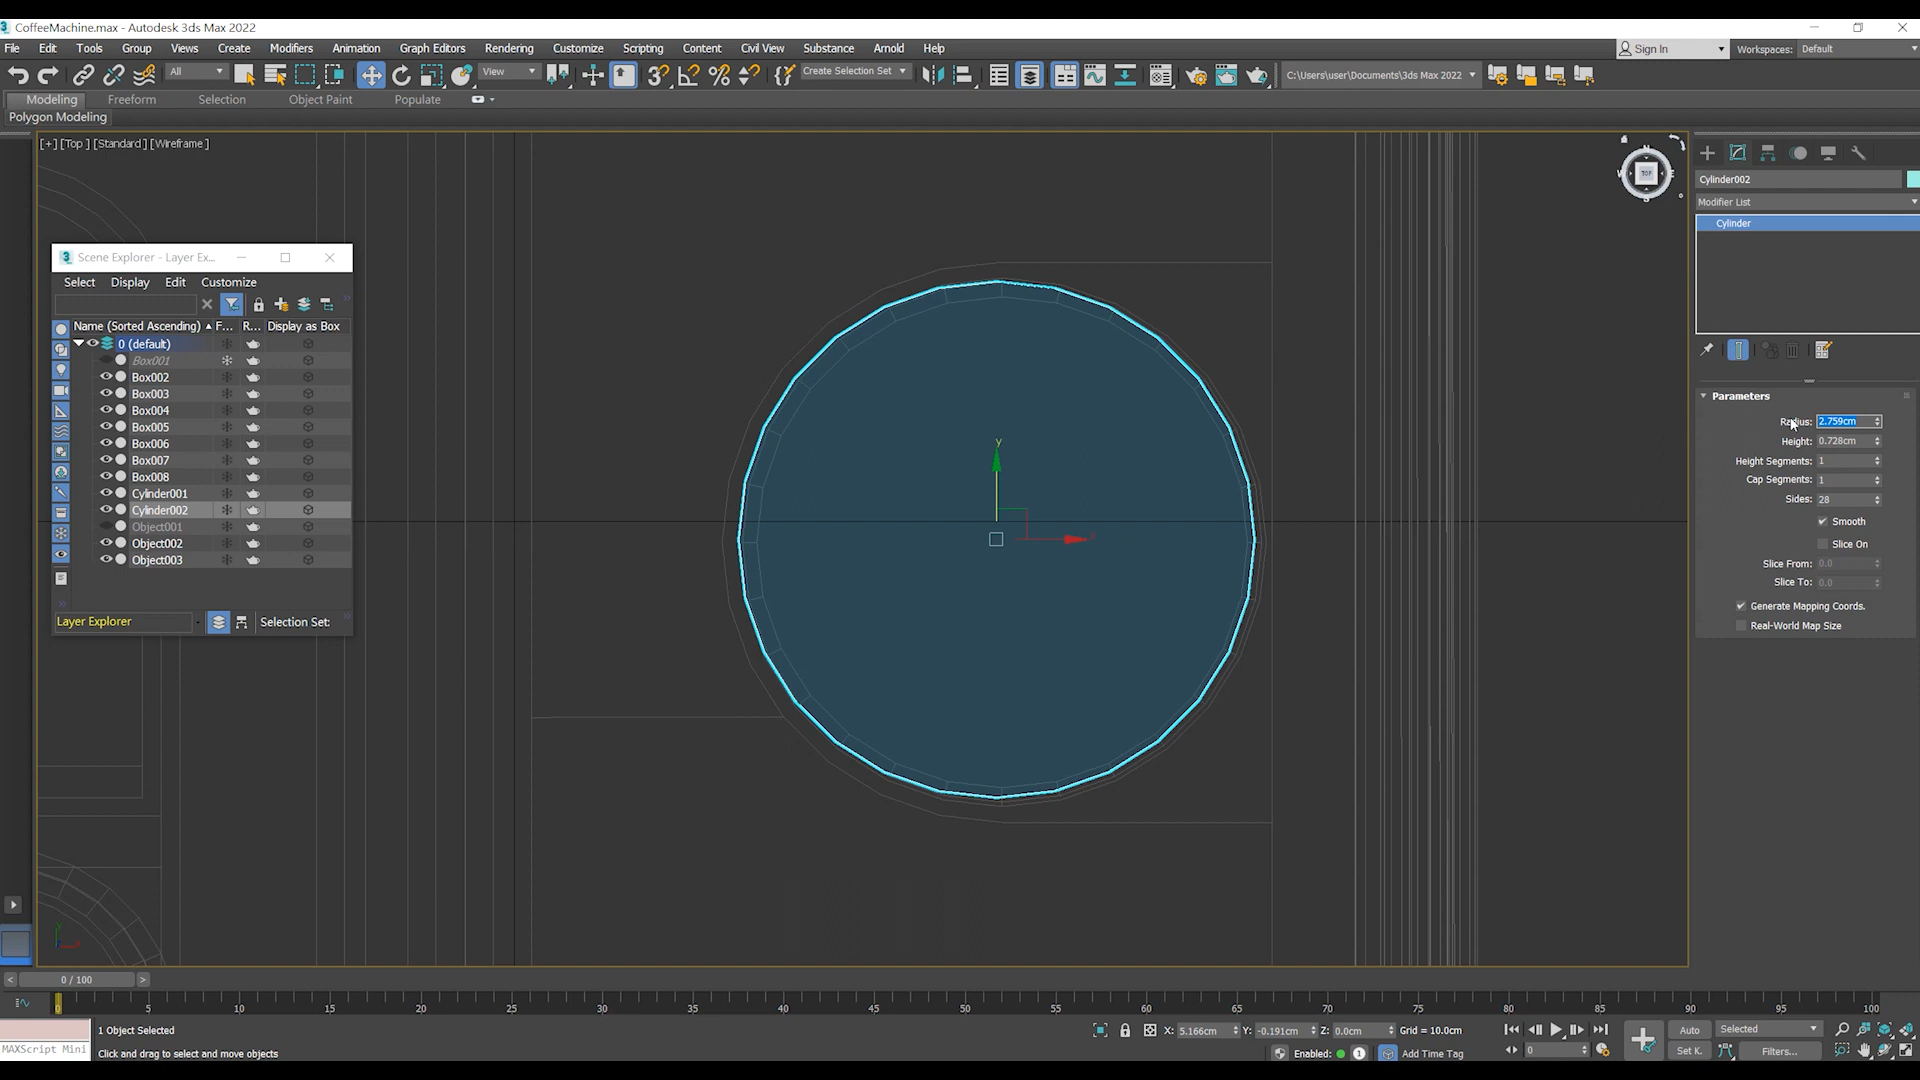 CoffeeMachine.max - Autodesk 3ds Max 2022
File Edit Tools Group Views Create Modifiers Animation Graph Editors Rendering Customize Scripting Content Civil View Substance Arnold Help
Sign In Workspaces: Default
All View Create Selection Set C:\Users\user\Documents\3ds Max 2022
Modeling Freeform Selection Object Paint Populate
Polygon Modeling
[+] [Top ] [Standard ] [Wireframe ]
N
W TOP E
S
Cylinder002
Modifier List
Cylinder
Scene Explorer - Layer Ex...
Select Display Edit Customize
Name (Sorted Ascending) F... R... Display as Box
0 (default)
Box001
Box002
Box003
Box004
Box005
Box006
Box007
Box008
Cylinder001
Cylinder002
Object001
Object002
Object003
Layer Explorer Selection Set:
y
x
Parameters
Radius: 2.759cm
Height: 0.728cm
Height Segments: 1
Cap Segments: 1
Sides: 28
Smooth
Slice On
Slice From: 0.0
Slice To: 0.0
Generate Mapping Coords.
Real-World Map Size
< 0 / 100 >
0 5 10 15 20 25 30 35 40 45 50 55 60 65 70 75 80 85 90 95 100
1 Object Selected X: 5.166cm Y: -0.191cm Z: 0.0cm Grid = 10.0cm Auto Selected
MAXScript Mini Click and drag to select and move objects Enabled: 1 Add Time Tag 0 Set K. Filters...